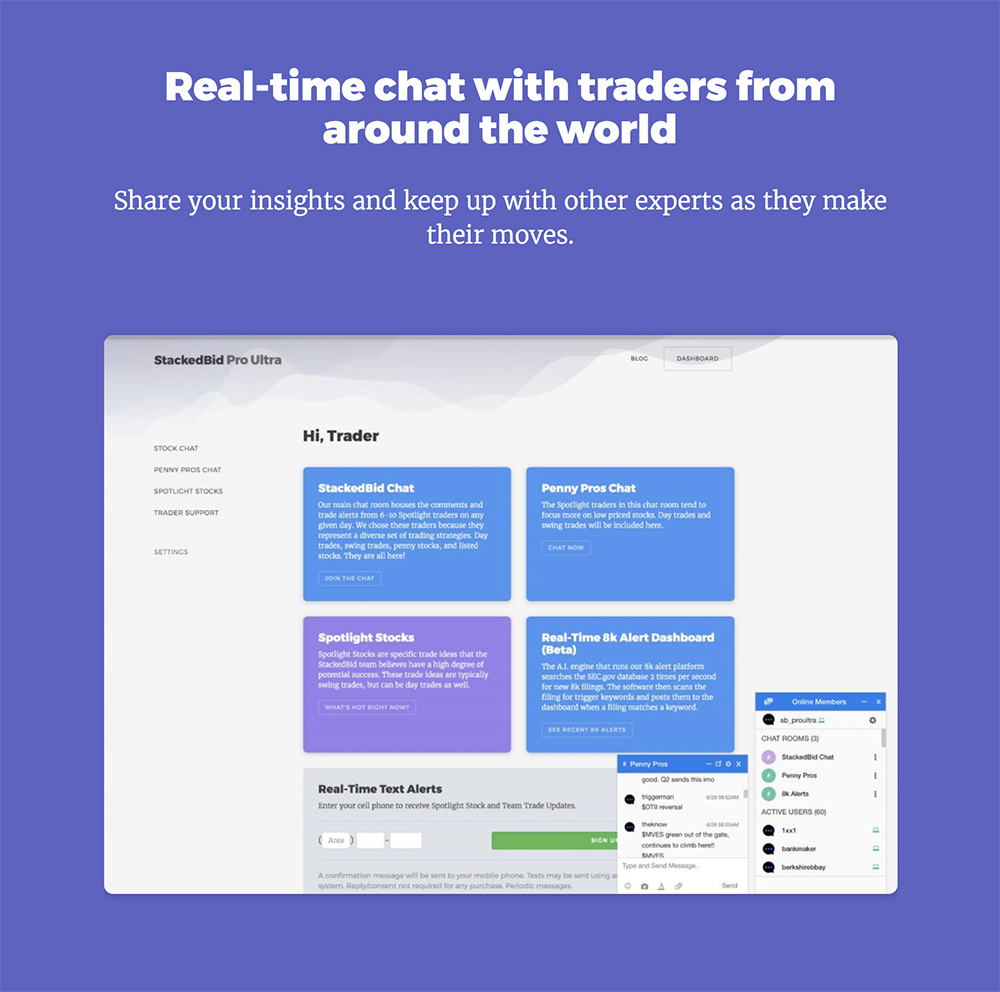 Real-time chat with traders from
around the world
Share your insights and keep up with other experts as they make
their moves.
StackedBid Pro Ultra
BLOG
DASHBOARD
STOCK CHAT
PENNY PROS CHAT
SPOTLIGHT STOCKS
TRADER SUPPORT
SETTINGS
Hi, Trader
StackedBid Chat
Our main chat room houses the comments and
trade alerts from 6-10 Spotlight traders on any
given day. We chose these traders because they
represent a diverse set of trading strategies. Day
trades, swing trades, penny stocks, and listed
stocks. They are all here!
JOIN THE CHAT
Penny Pros Chat
The Spotlight traders in this chat room tend to
focus more on low priced stocks. Day trades and
swing trades will be included here.
CHAT NOW
Spotlight Stocks
Spotlight Stocks are specific trade ideas that the
StackedBid team believes have a high degree of
potential success. These trade ideas are typically
swing trades, but can be day trades as well.
WHAT'S HOT RIGHT NOW?
Real-Time 8k Alert Dashboard
(Beta)
The A.I. engine that runs our 8k alert platform
searches the SEC.gov database 2 times per second
for new 8k filings. The software then scans the
filing for trigger keywords and posts them to the
dashboard when a filing matches a keyword.
SEE RECENT 8K ALERTS
Real-Time Text Alerts
Enter your cell phone to receive Spotlight Stock and Team Trade Updates.
( Area ) -
SIGN U
A confirmation message will be sent to your mobile phone. Texts may be sent using a
system. Reply/consent not required for any purchase. Periodic messages.
# Penny Pros
good. Q2 sends this imo
triggerman 6/29 08:52AM
$DTII reversal
theknow 6/29 08:55AM
$MVES green out of the gate,
continues to climb here!!
$MVES
Type and Send Message..
Send
Online Members
sb_proultra
CHAT ROOMS (3)
# StackedBid Chat
# Penny Pros
# 8k Alerts
ACTIVE USERS (60)
1xx1
bankmaker
berkshirebbay